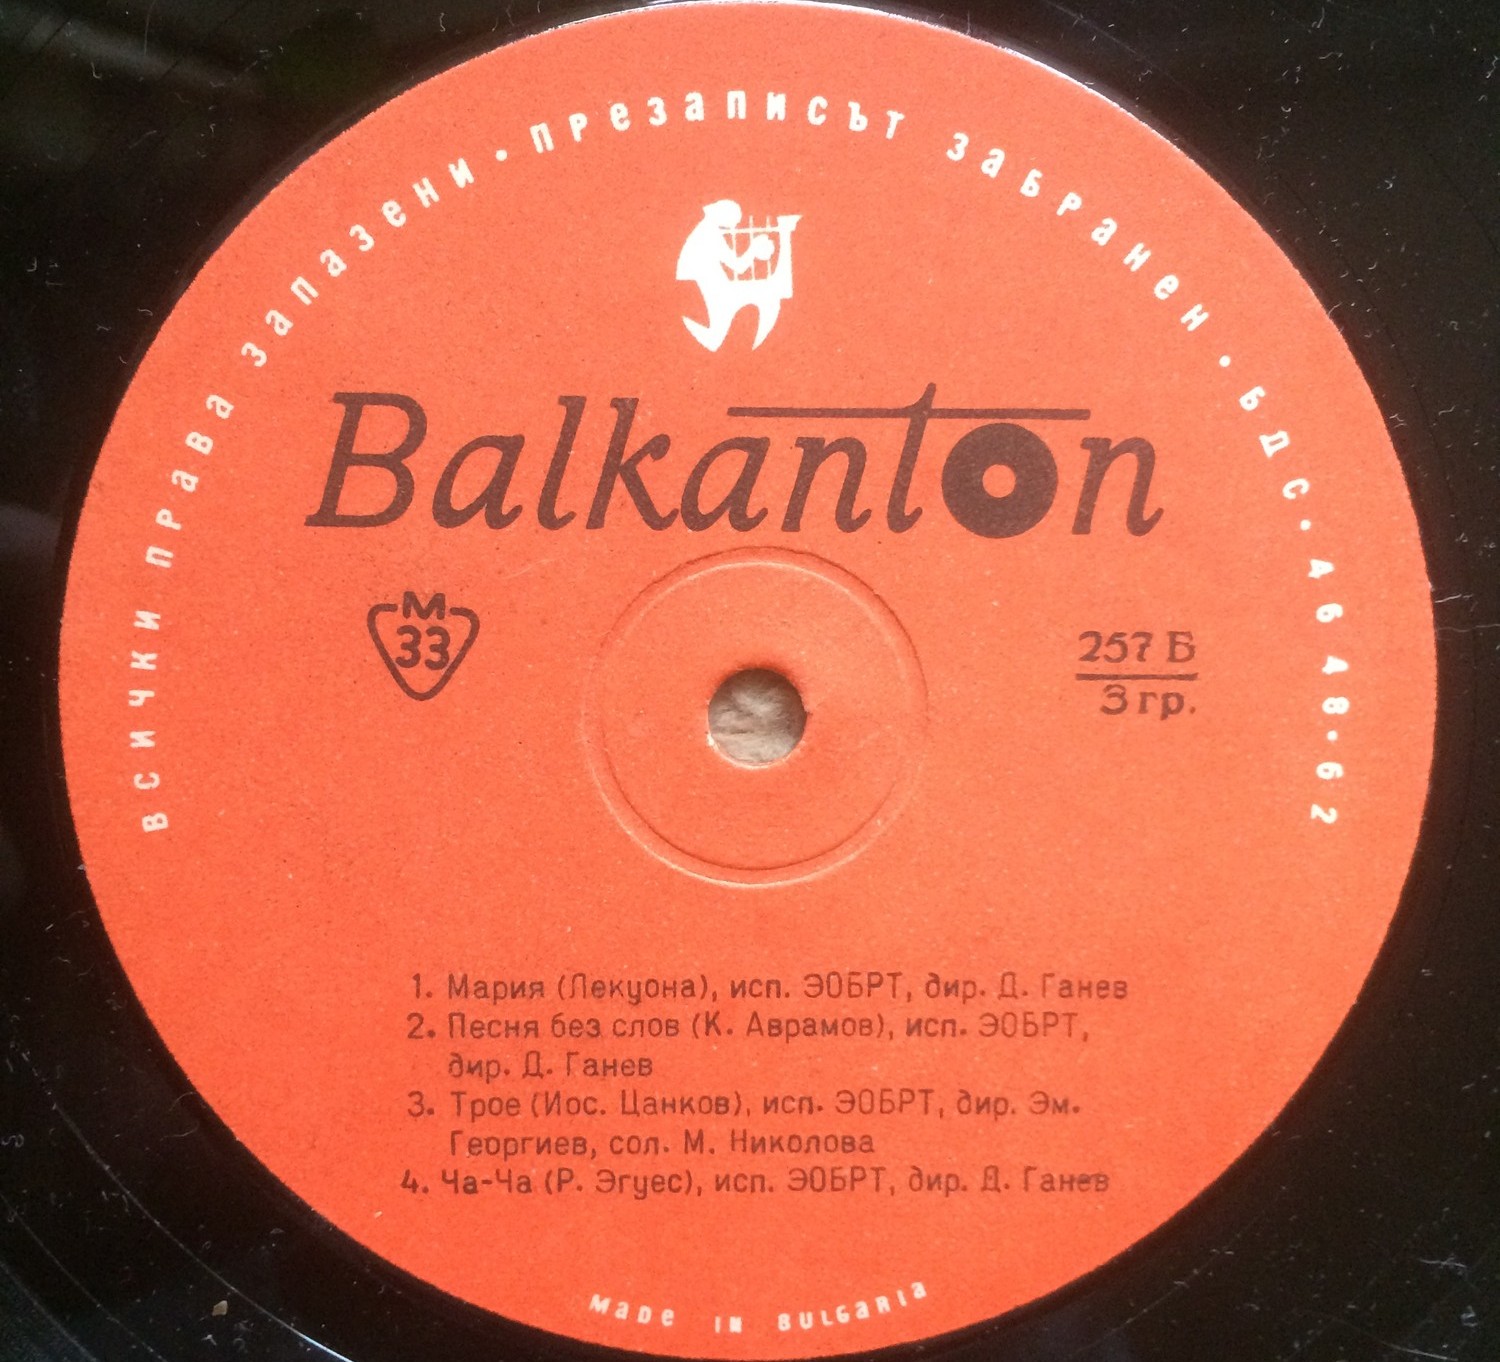 всички права запазени · презаписът забранен · БДС · 46 48 · 62
Balkanton
М
33
257 Б
3 гр.
1. Мария (Лекуона), исп. ЭОБРТ, дир. Д. Ганев
2. Песня без слов (К. Аврамов), исп. ЭОБРТ,
дир. Д. Ганев
3. Трое (Иос. Цанков), исп. ЭОБРТ, дир. Эм.
Георгиев, сол. М. Николова
4. Ча-Ча (Р. Эгуес), исп. ЭОБРТ, дир. Д. Ганев
made in bulgaria